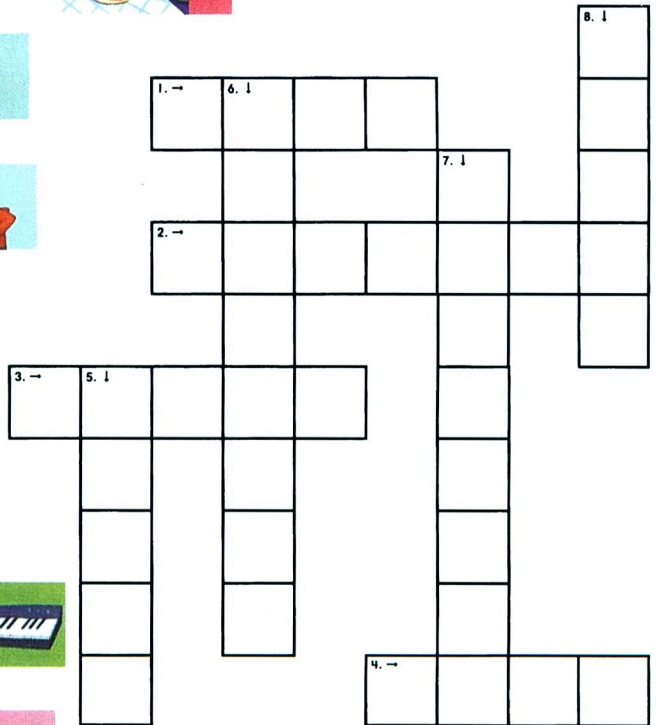 8. ↓
1. → 6. ↓
7. ↓
2. →
3. → 5. ↓
4. →